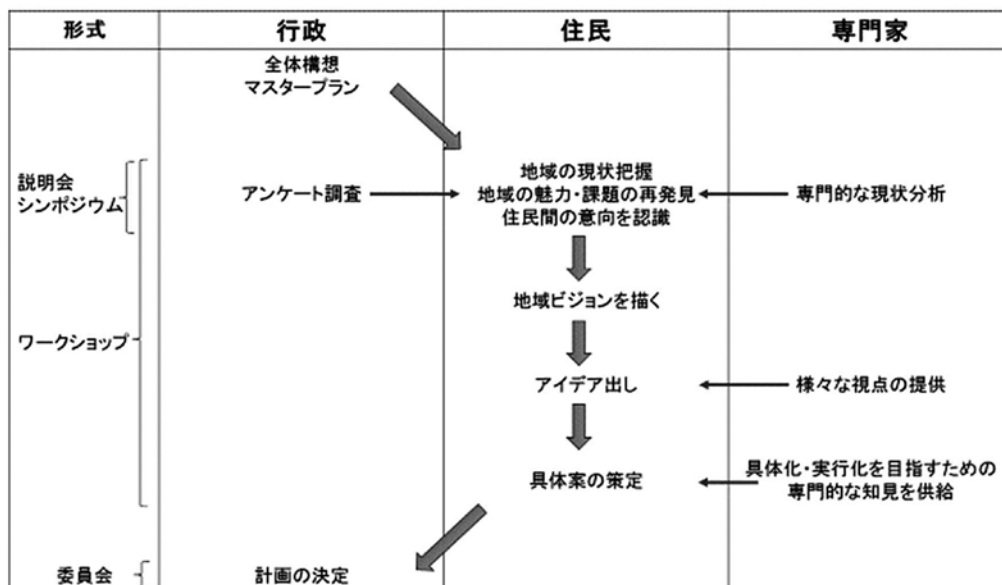 形式
行政
住民
専門家
全体構想
マスタープラン
説明会
シンポジウム
アンケート調査
地域の現状把握
地域の魅力・課題の再発見
住民間の意向を認識
専門的な現状分析
地域ビジョンを描く
ワークショップ
アイデア出し
様々な視点の提供
具体案の策定
具体化・実行化を目指すための
専門的な知見を供給
委員会
計画の決定